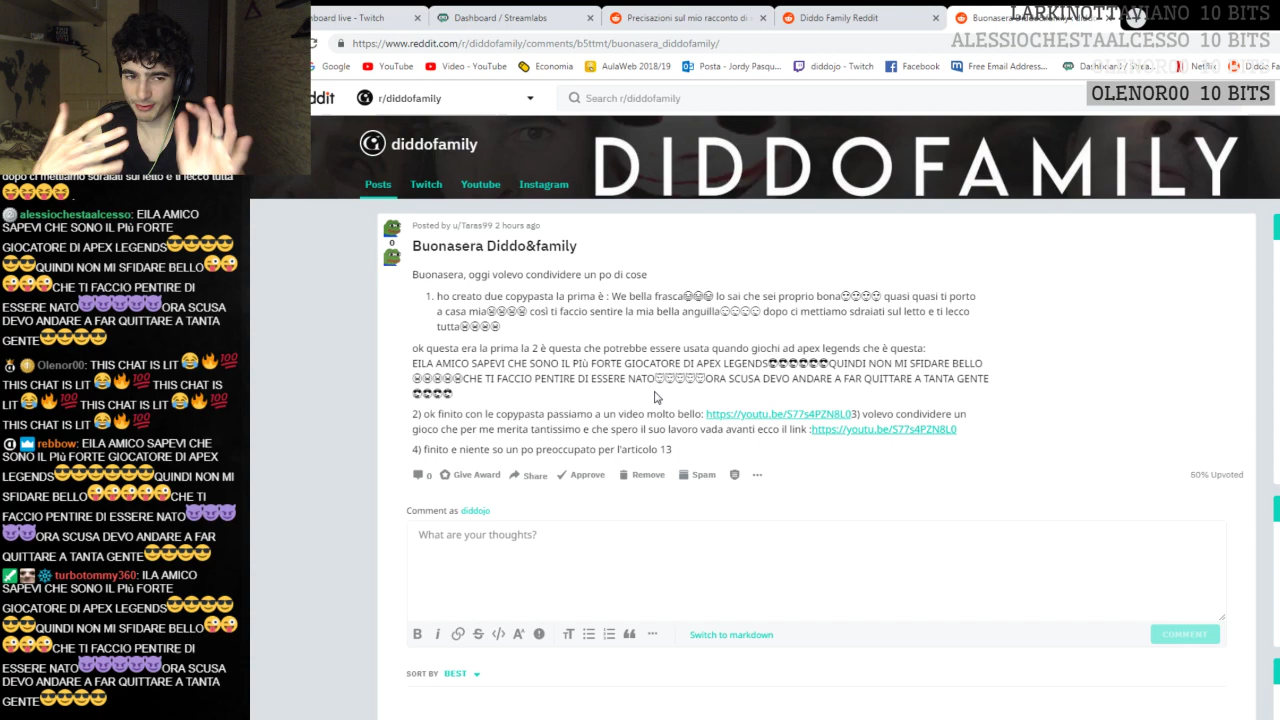 board live - Twitch
Dashboard / Streamlabs
Precisazioni sul mio racconto di
Diddo Family Reddit
LARKINOTTAVIANO 10 BITS
ALESSIOCHESTAALCESSO 10 BITS
OLENOR00 10 BITS
OLENOR00 10 BITS
https://www.reddit.com/r/diddofamily/comments/b5ttmt/buonasera_diddofamily/
Google
YouTube
Video - YouTube
Economia
AulaWeb 2018/19
Posta - Jordy Pasqu...
diddojo - Twitch
Facebook
Free Email Address...
r/diddofamily
Search r/diddofamily
diddofamily
DIDDOFAMILY
Posts Twitch Youtube Instagram
dopo ci mettiamo sdraiati sul letto e ti lecco tutta
😝😝😝😝
alessiochestaalcesso: EILA AMICO
SAPEVI CHE SONO IL PIù FORTE
GIOCATORE DI APEX LEGENDS😎😎😎😎
😎😎QUINDI NON MI SFIDARE BELLO😜😜
😜😜😜CHE TI FACCIO PENTIRE DI
ESSERE NATO😈😈😈😈😈ORA SCUSA
DEVO ANDARE A FAR QUITTARE A TANTA
GENTE😎😎😎😎
Olenor00: THIS CHAT IS LIT 😂🔥💯
THIS CHAT IS LIT 😂🔥💯 THIS CHAT IS
LIT 😂🔥💯 THIS CHAT IS LIT 😂🔥💯
THIS CHAT IS LIT 😂🔥💯
rebbow: EILA AMICO SAPEVI CHE
SONO IL PIù FORTE GIOCATORE DI APEX
LEGENDS😎😎😎😎😎😎QUINDI NON MI
SFIDARE BELLO😜😜😜😜😜CHE TI
FACCIO PENTIRE DI ESSERE NATO😈😈😈
😈😈ORA SCUSA DEVO ANDARE A FAR
QUITTARE A TANTA GENTE😎😎😎😎
turbotommy360: ILA AMICO
SAPEVI CHE SONO IL PIù FORTE
GIOCATORE DI APEX LEGENDS😎😎😎😎
😎😎QUINDI NON MI SFIDARE BELLO😜😜
😜😜😜CHE TI FACCIO PENTIRE DI
ESSERE NATO😈😈😈😈😈ORA SCUSA
DEVO ANDARE A FAR QUITTARE A TANTA
GENTE😎😎😎😎
Posted by u/Taras99 2 hours ago
0
Buonasera Diddo&family
Buonasera, oggi volevo condividere un po di cose
1. ho creato due copypasta la prima è : We bella frasca lo sai che sei proprio bona quasi quasi ti porto
a casa mia così ti faccio sentire la mia bella anguilla dopo ci mettiamo sdraiati sul letto e ti lecco
tutta
ok questa era la prima la 2 è questa che potrebbe essere usata quando giochi ad apex legends che è questa:
EILA AMICO SAPEVI CHE SONO IL PIù FORTE GIOCATORE DI APEX LEGENDS😎😎😎😎😎😎QUINDI NON MI SFIDARE BELLO
CHE TI FACCIO PENTIRE DI ESSERE NATO😈😈😈😈😈ORA SCUSA DEVO ANDARE A FAR QUITTARE A TANTA GENTE
😎😎😎😎
2) ok finito con le copypasta passiamo a un video molto bello: https://youtu.be/S77s4PZN8L03) volevo condividere un
gioco che per me merita tantissimo e che spero il suo lavoro vada avanti ecco il link :https://youtu.be/S77s4PZN8L0
4) finito e niente so un po preoccupato per l'articolo 13
0 Give Award Share Approve Remove Spam ... 50% Upvoted
Comment as diddojo
What are your thoughts?
B i S </> A Switch to markdown COMMENT
SORT BY BEST